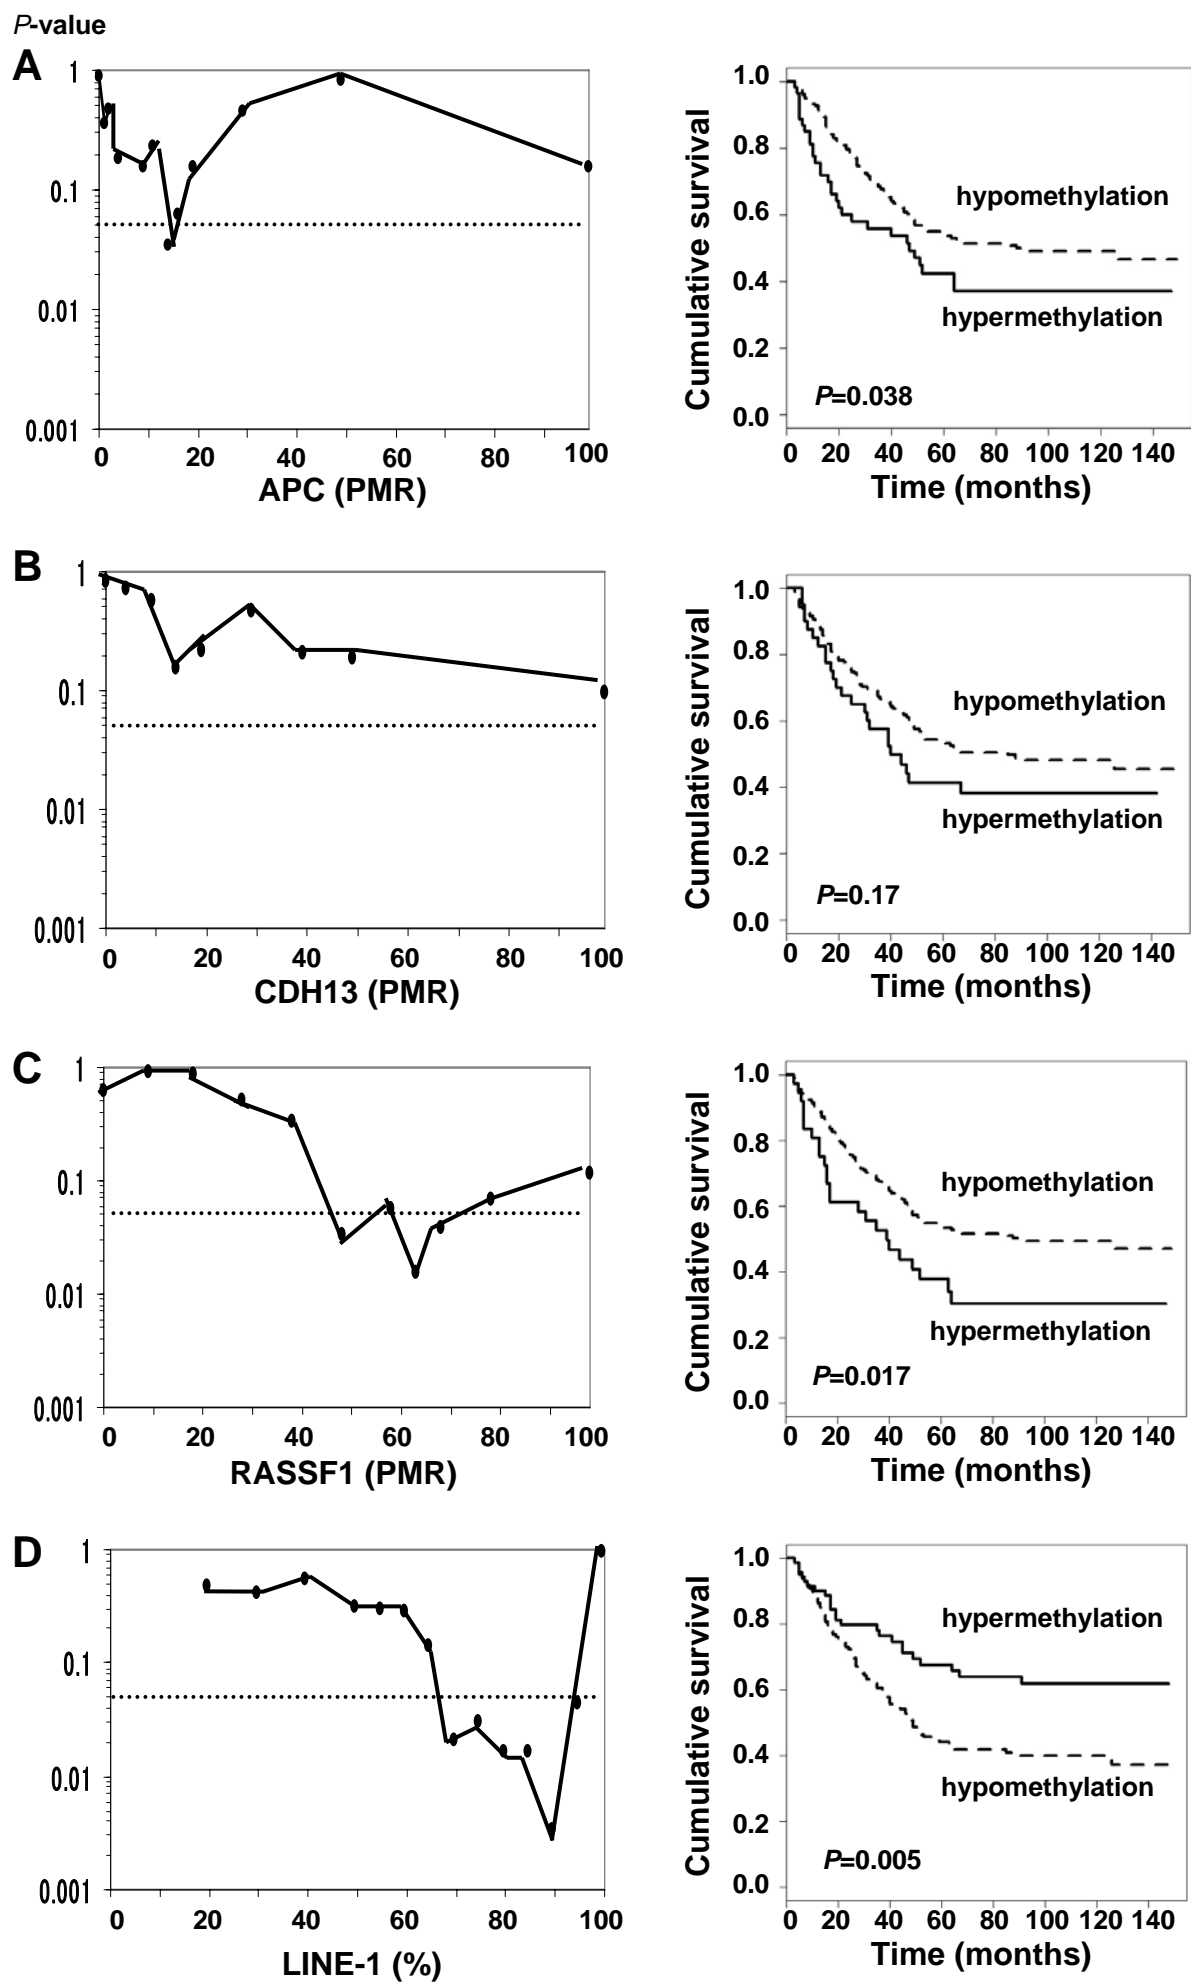 P-value
A
1
0.1
0.01
0.001
0 20 40 60 80 100
APC (PMR)
Cumulative survival
1.0
0.8
0.6
0.4
0.2
0.0
hypomethylation
hypermethylation
P=0.038
0 20 40 60 80 100 120 140
Time (months)
B
1
0.1
0.01
0.001
0 20 40 60 80 100
CDH13 (PMR)
Cumulative survival
1.0
0.8
0.6
0.4
0.2
0.0
hypomethylation
hypermethylation
P=0.17
0 20 40 60 80 100 120 140
Time (months)
C
1
0.1
0.01
0.001
0 20 40 60 80 100
RASSF1 (PMR)
Cumulative survival
1.0
0.8
0.6
0.4
0.2
0.0
hypomethylation
hypermethylation
P=0.017
0 20 40 60 80 100 120 140
Time (months)
D
1
0.1
0.01
0.001
0 20 40 60 80 100
LINE-1 (%)
Cumulative survival
1.0
0.8
0.6
0.4
0.2
0.0
hypermethylation
hypomethylation
P=0.005
0 20 40 60 80 100 120 140
Time (months)